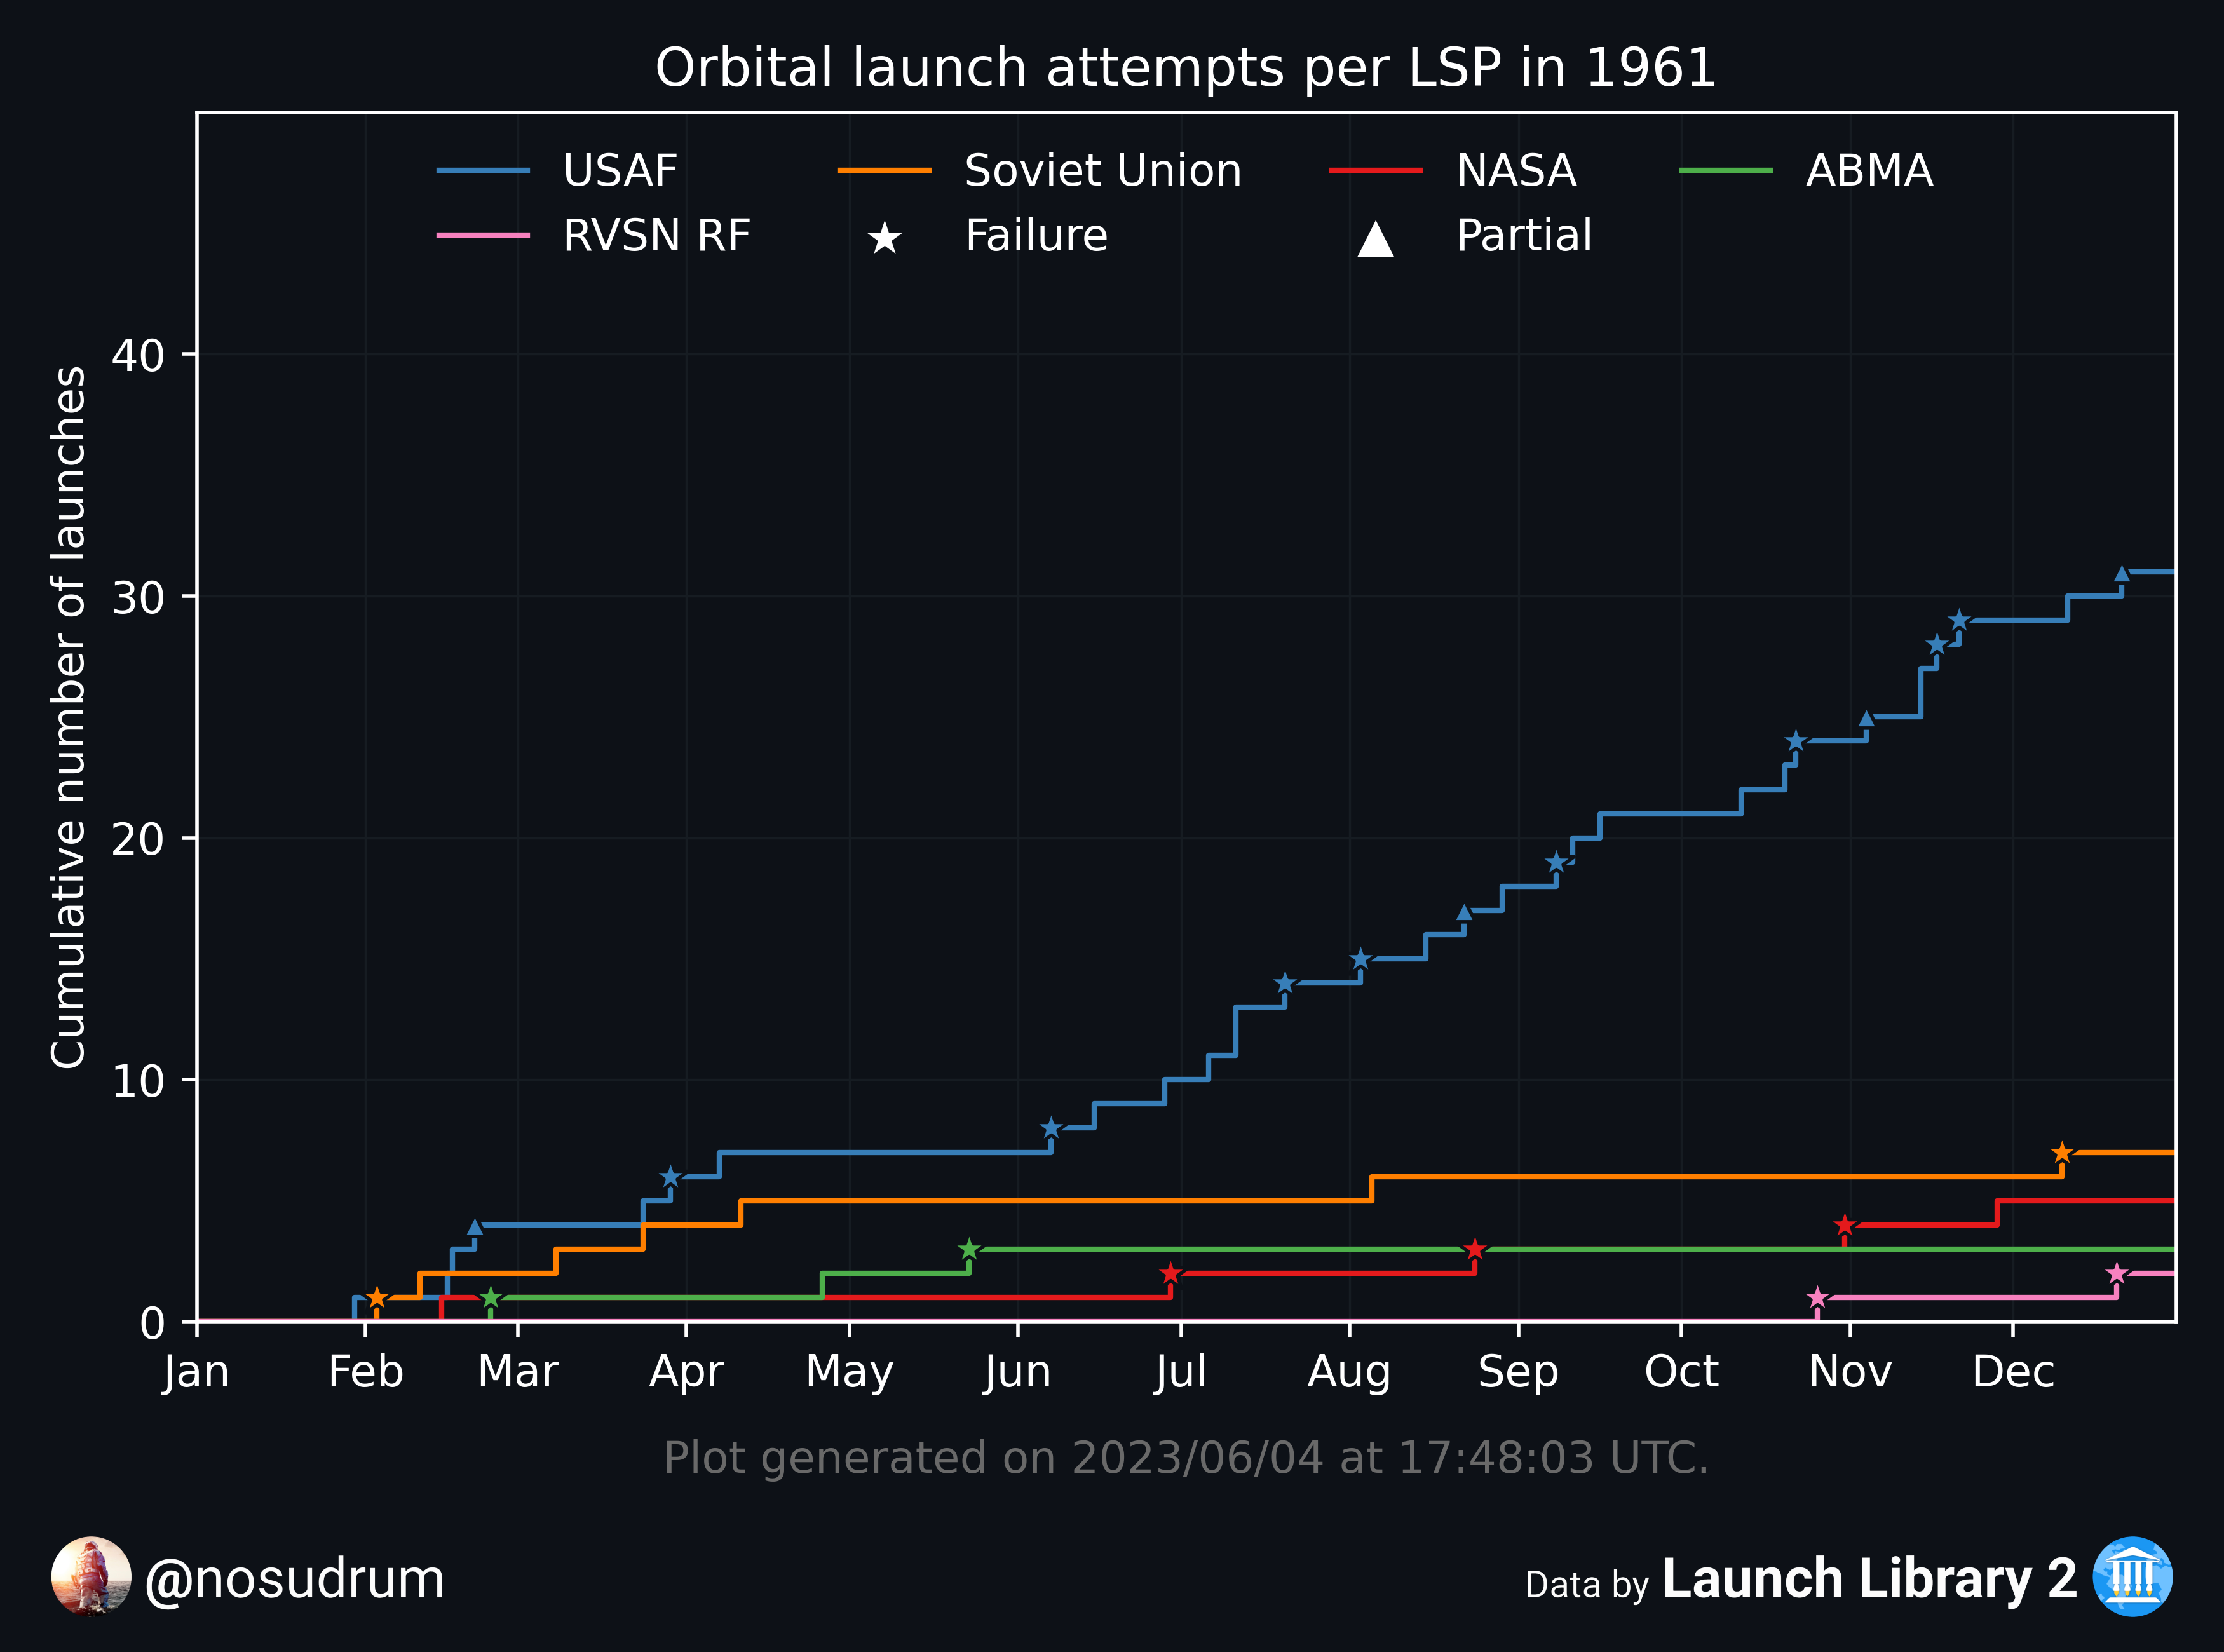 Orbital launch attempts per LSP in 1961
USAF Soviet Union NASA ABMA
RVSN RF Failure Partial
Cumulative number of launches
40
30
20
10
0
Jan Feb Mar Apr May Jun Jul Aug Sep Oct Nov Dec
Plot generated on 2023/06/04 at 17:48:03 UTC.
@nosudrum
Data by Launch Library 2